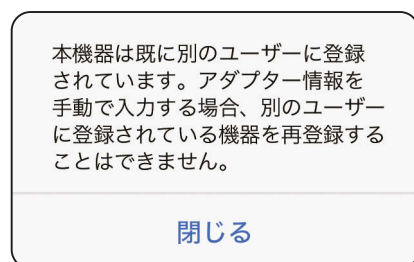 本機器は既に別のユーザーに登録
されています。アダプター情報を
手動で入力する場合、別のユーザー
に登録されている機器を再登録する
ことはできません。
閉じる